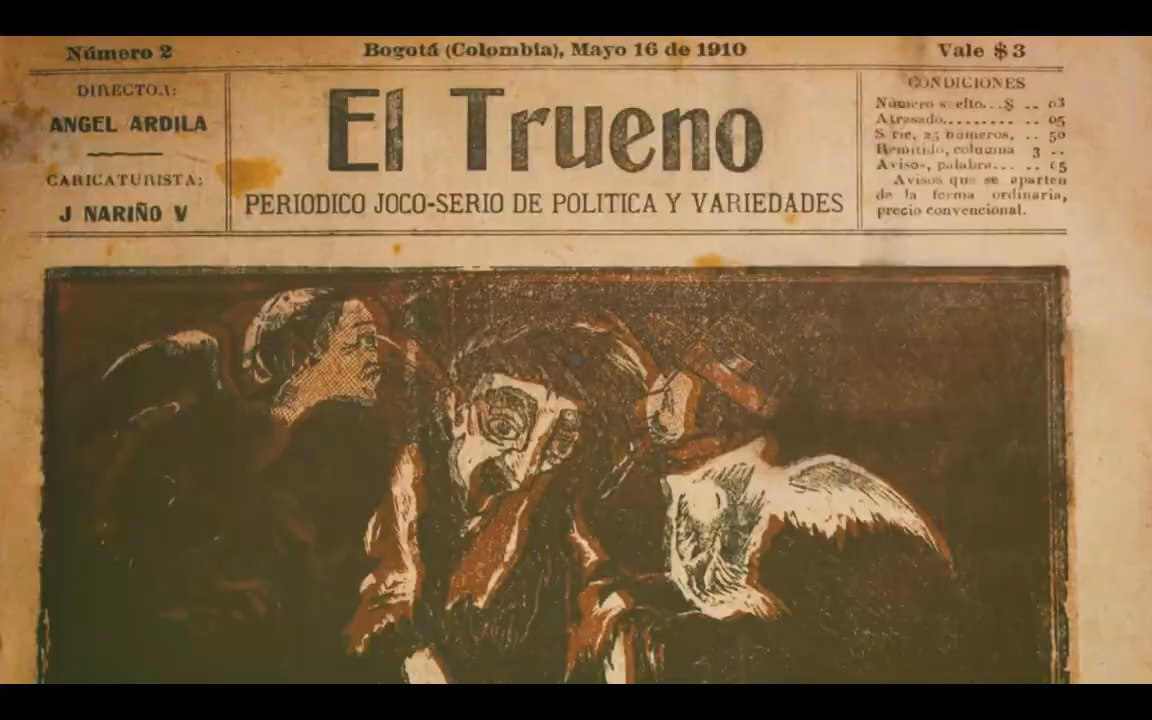 Número 2
Bogotá (Colombia), Mayo 16 de 1910
Vale $ 3
DIRECTOR:
ANGEL ARDILA
CARICATURISTA:
J NARIÑO V
El Trueno
PERIODICO JOCO-SERIO DE POLITICA Y VARIEDADES
CONDICIONES
Número suelto...$ .. 03
Atrasado......... .. 05
Serie, 25 números, .. 50
Remitido, columna 3 ..
Avisos, palabra... .. 05
Avisos que se aparten
de la forma ordinaria,
precio convencional.